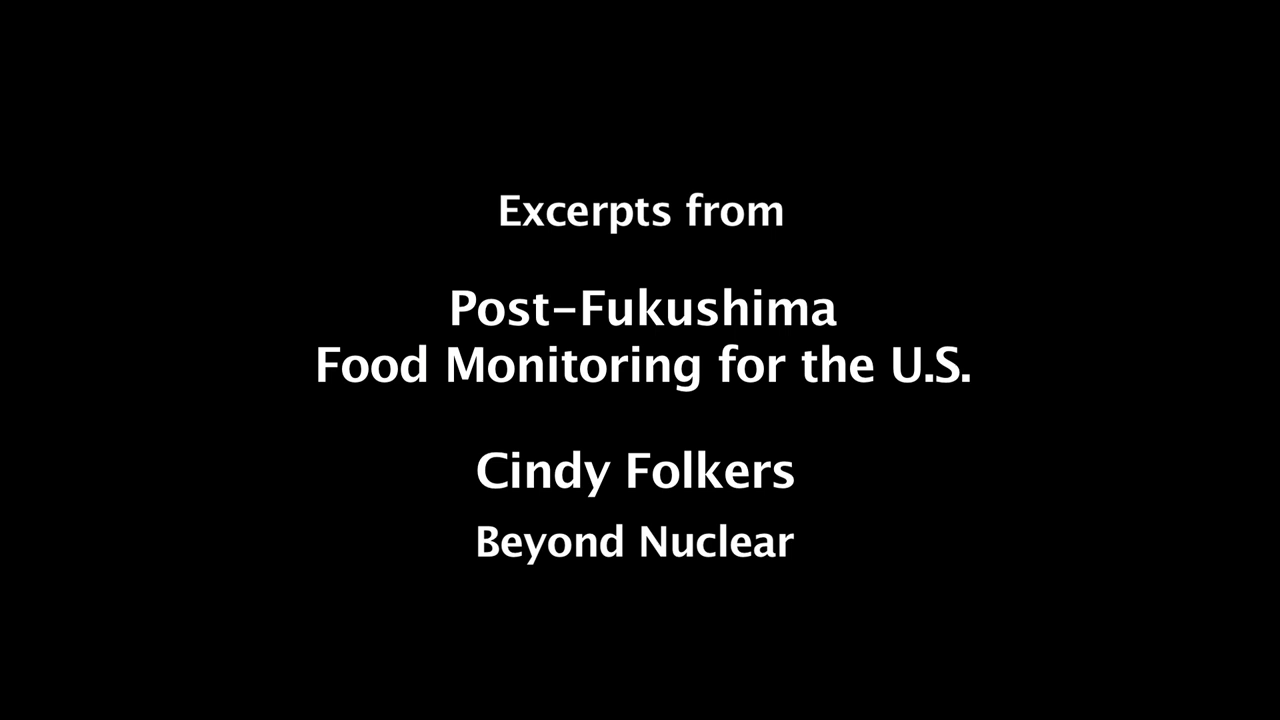 Excerpts from
Post-Fukushima
Food Monitoring for the U.S.
Cindy Folkers
Beyond Nuclear